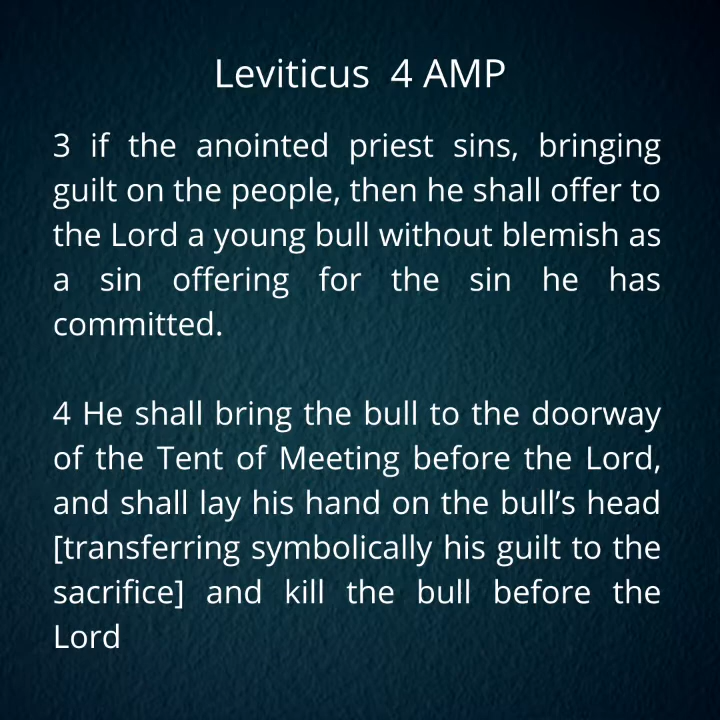 Leviticus 4 AMP
3 if the anointed priest sins, bringing
guilt on the people, then he shall offer to
the Lord a young bull without blemish as
a sin offering for the sin he has
committed.
4 He shall bring the bull to the doorway
of the Tent of Meeting before the Lord,
and shall lay his hand on the bull’s head
[transferring symbolically his guilt to the
sacrifice] and kill the bull before the
Lord